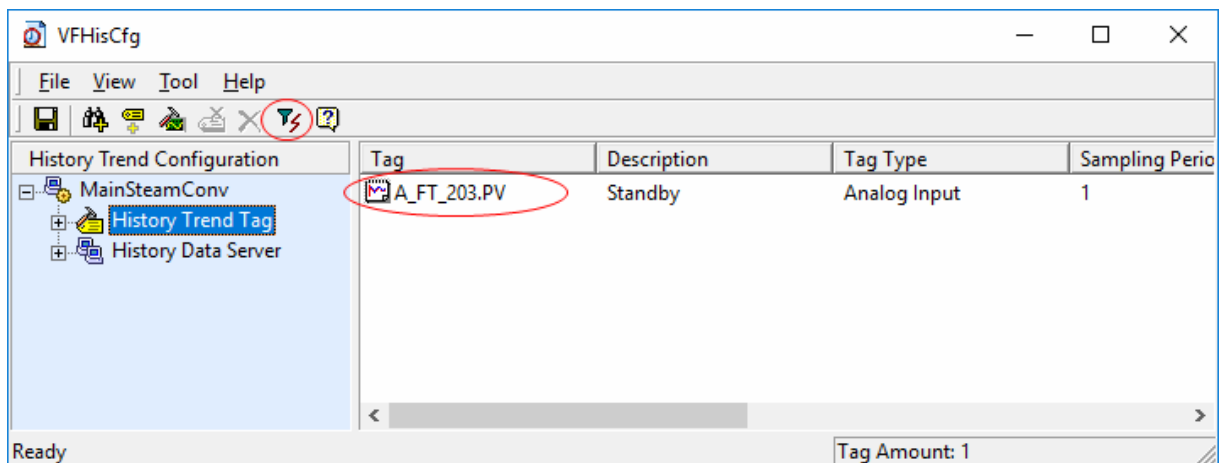 VFHisCfg
File View Tool Help
History Trend Configuration Tag Description Tag Type Sampling Perio
MainSteamConv A_FT_203.PV Standby Analog Input 1
History Trend Tag
History Data Server
Ready Tag Amount: 1